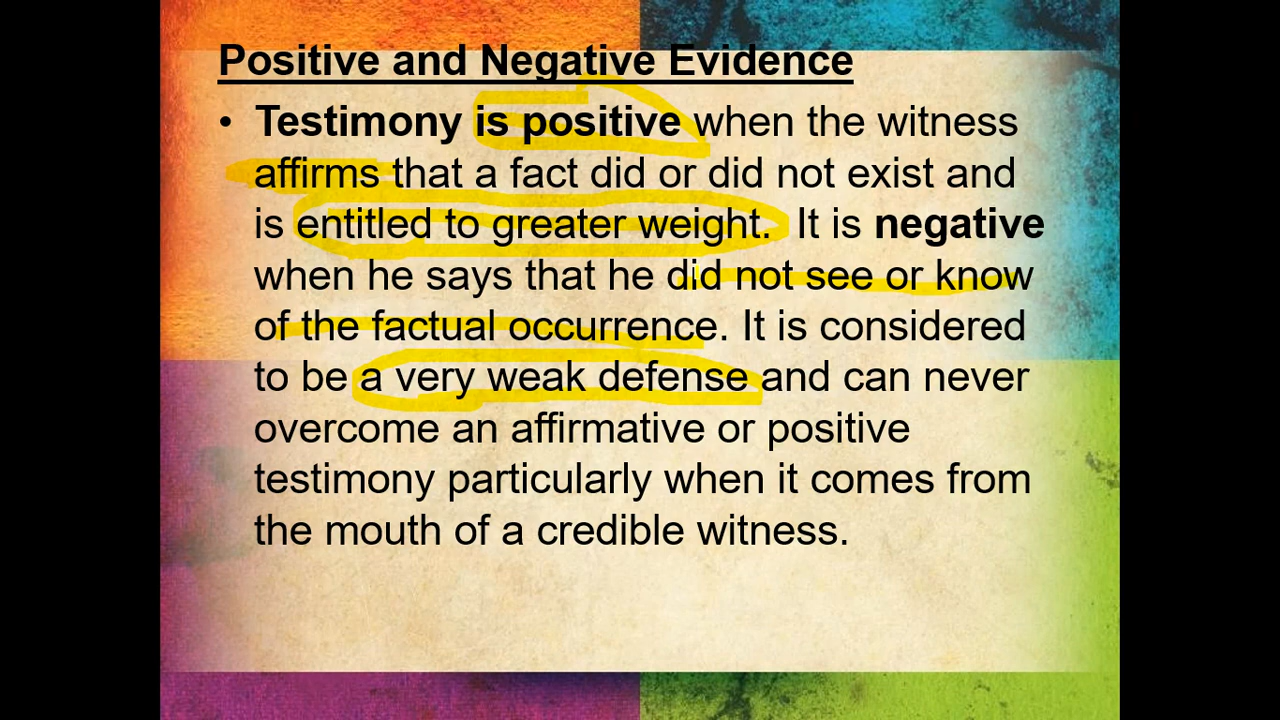 Positive and Negative Evidence
• Testimony is positive when the witness
affirms that a fact did or did not exist and
is entitled to greater weight. It is negative
when he says that he did not see or know
of the factual occurrence. It is considered
to be a very weak defense and can never
overcome an affirmative or positive
testimony particularly when it comes from
the mouth of a credible witness.